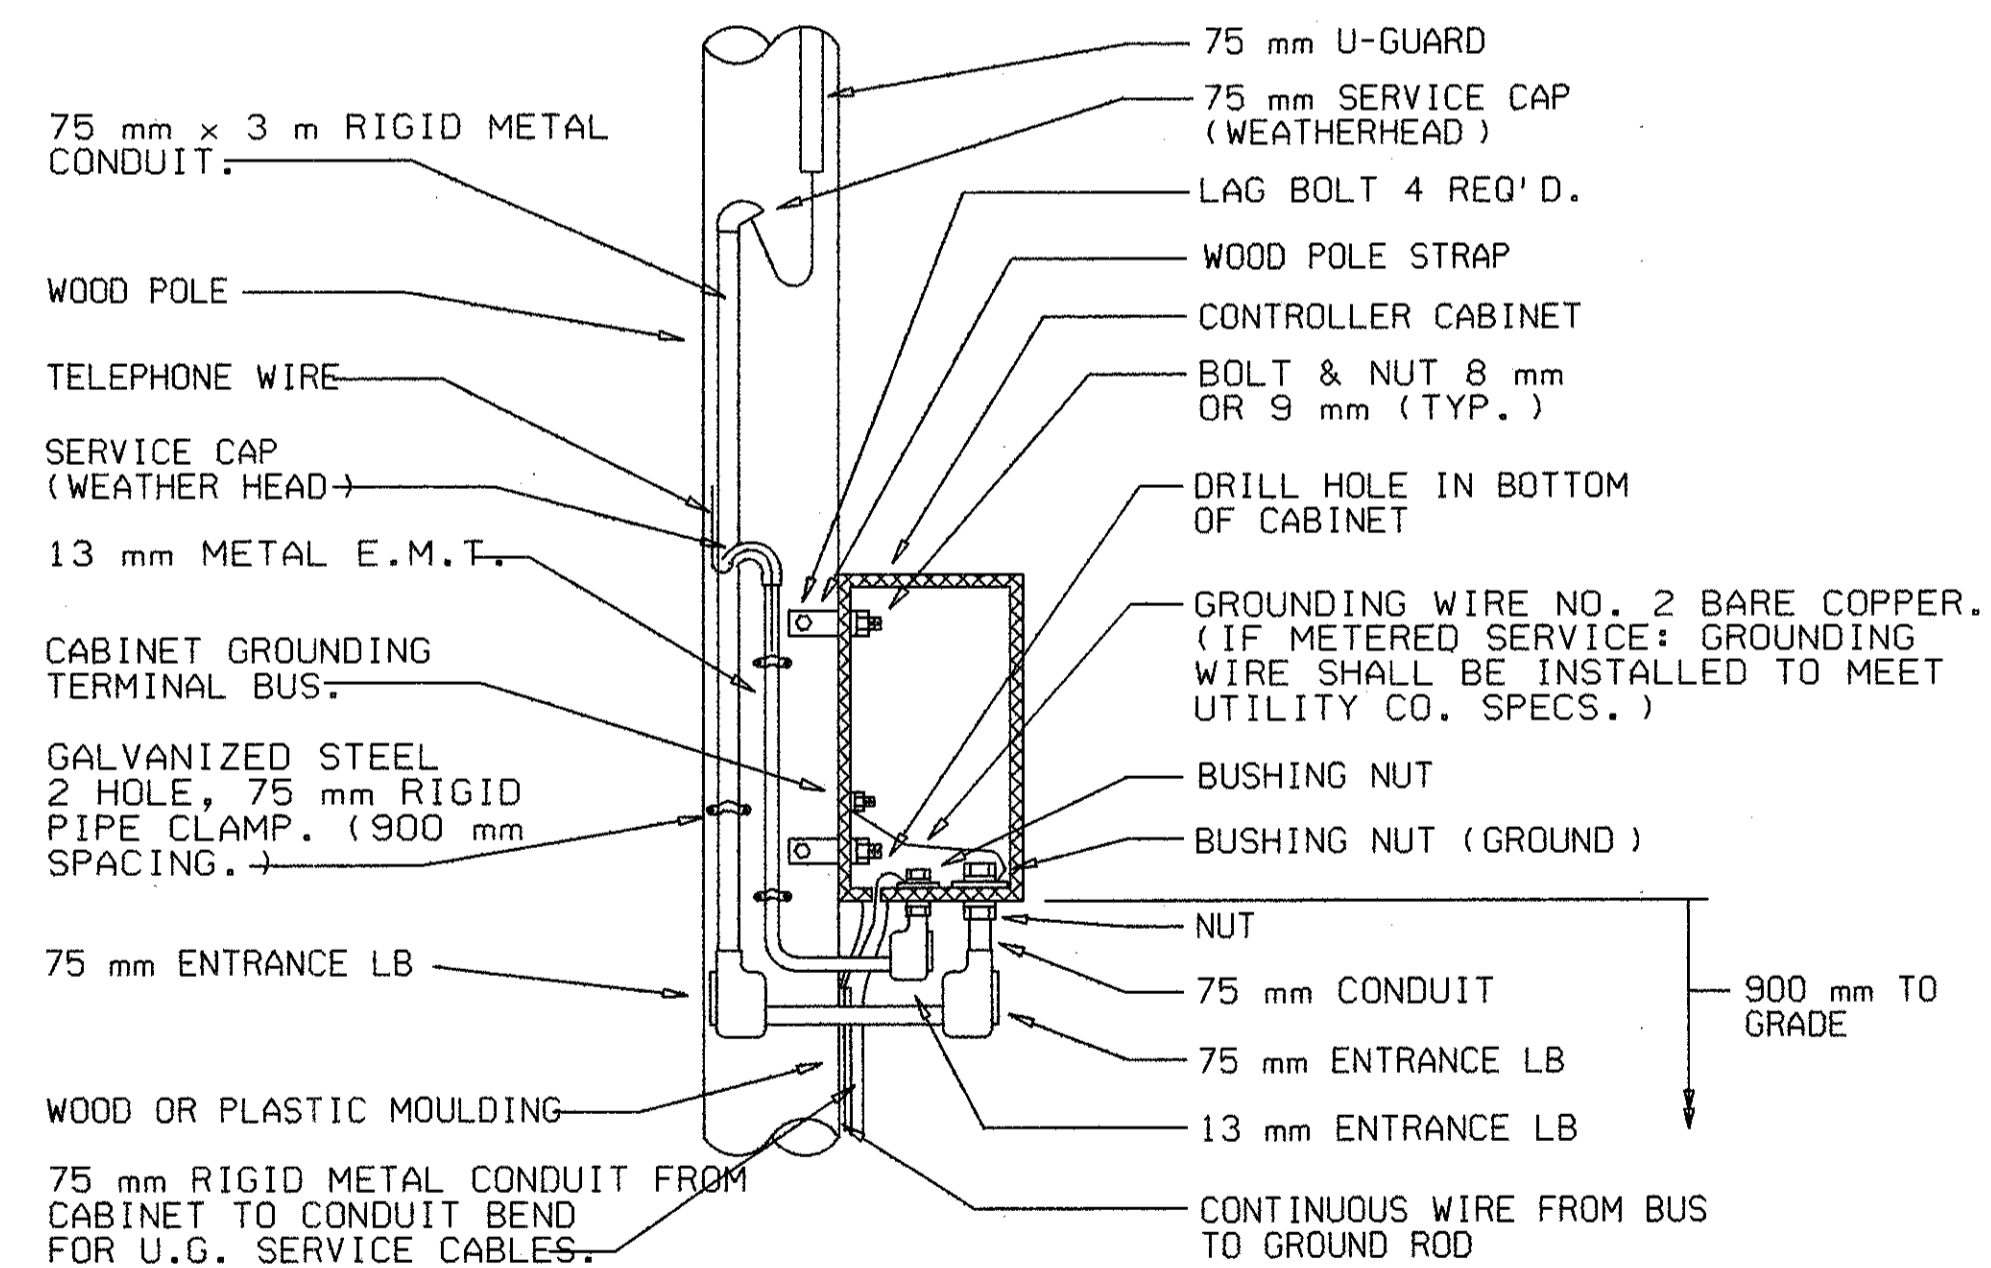 75 mm x 3 m RIGID METAL
CONDUIT.
WOOD POLE
TELEPHONE WIRE
SERVICE CAP
(WEATHER HEAD)
13 mm METAL E.M.T.
CABINET GROUNDING
TERMINAL BUS.
GALVANIZED STEEL
2 HOLE, 75 mm RIGID
PIPE CLAMP. (900 mm
SPACING.)
75 mm ENTRANCE LB
WOOD OR PLASTIC MOULDING
75 mm RIGID METAL CONDUIT FROM
CABINET TO CONDUIT BEND
FOR U.G. SERVICE CABLES.
75 mm U-GUARD
75 mm SERVICE CAP
(WEATHERHEAD)
LAG BOLT 4 REQ'D.
WOOD POLE STRAP
CONTROLLER CABINET
BOLT & NUT 8 mm
OR 9 mm (TYP.)
DRILL HOLE IN BOTTOM
OF CABINET
GROUNDING WIRE NO. 2 BARE COPPER.
(IF METERED SERVICE: GROUNDING
WIRE SHALL BE INSTALLED TO MEET
UTILITY CO. SPECS.)
BUSHING NUT
BUSHING NUT (GROUND)
NUT
75 mm CONDUIT
75 mm ENTRANCE LB
13 mm ENTRANCE LB
CONTINUOUS WIRE FROM BUS
TO GROUND ROD
900 mm TO
GRADE